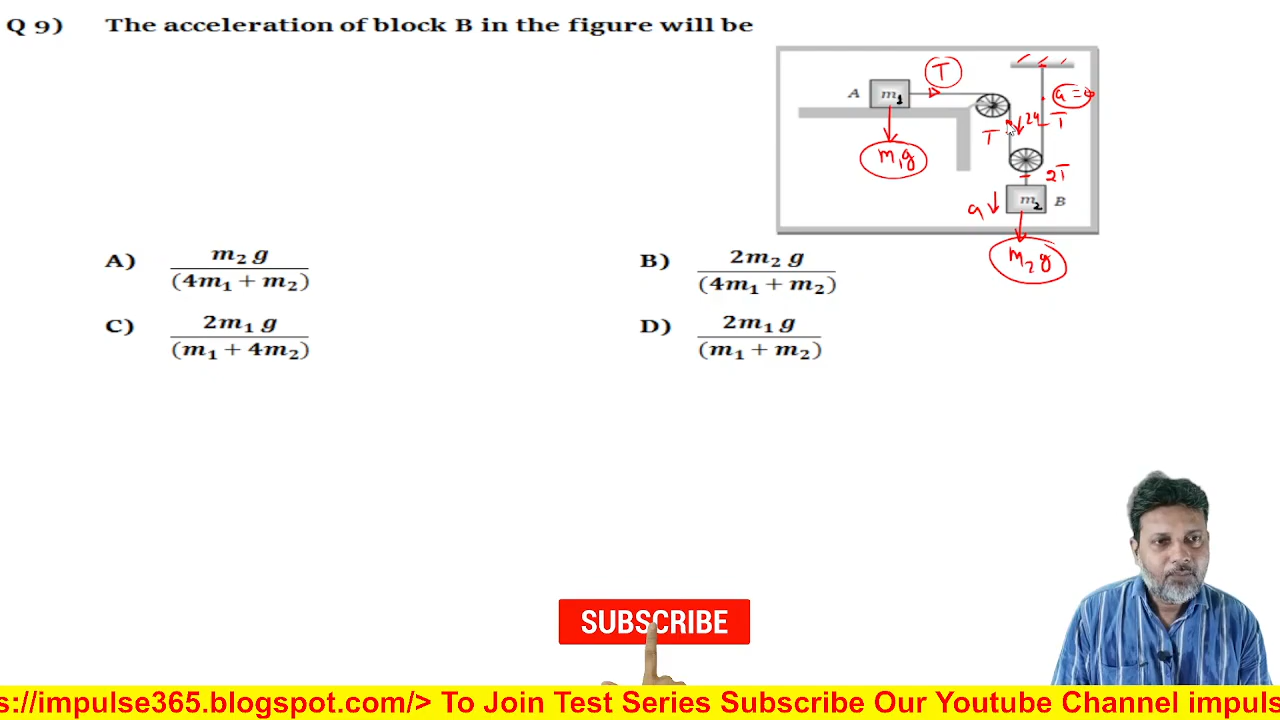 Q 9) The acceleration of block B in the figure will be
A m₁ T
a = 0
T 2a T
m₁g
2T
a m₂ B
m₂g
A) m₂ g / (4m₁ + m₂)
B) 2m₂ g / (4m₁ + m₂)
C) 2m₁ g / (m₁ + 4m₂)
D) 2m₁ g / (m₁ + m₂)
SUBSCRIBE
s://impulse365.blogspot.com/> To Join Test Series Subscribe Our Youtube Channel impuls